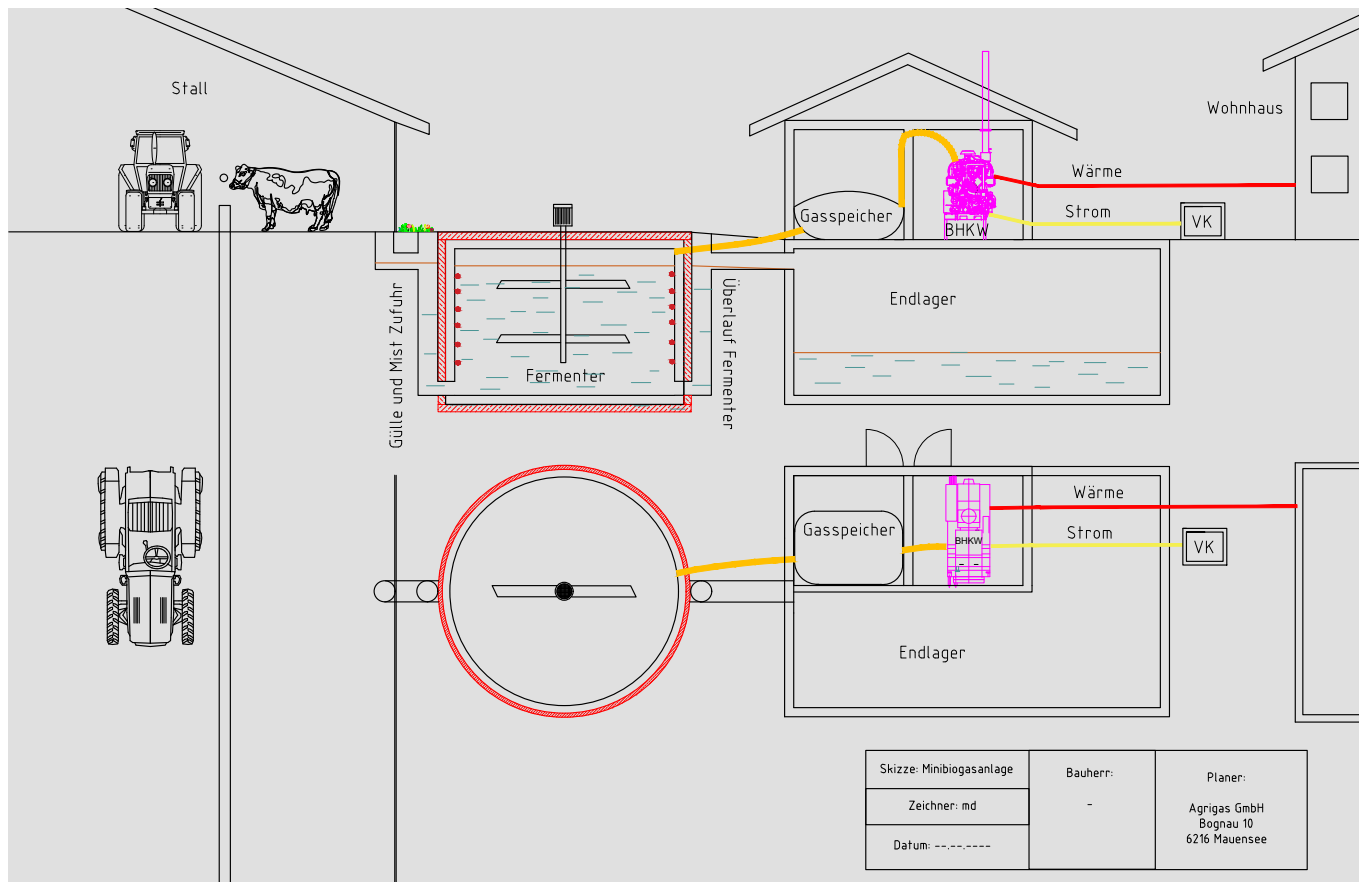 Stall
Wohnhaus
Wärme
Gasspeicher
Strom
VK
BHKW
Gülle und Mist Zufuhr
Überlauf Fermenter
Endlager
Fermenter
Wärme
Gasspeicher
Strom
BHKW
VK
Endlager
Skizze: Minibiogasanlage
Zeichner: md
Datum: --.--.----
Bauherr:
-
Planer:
Agrigas GmbH
Bognau 10
6216 Mauensee